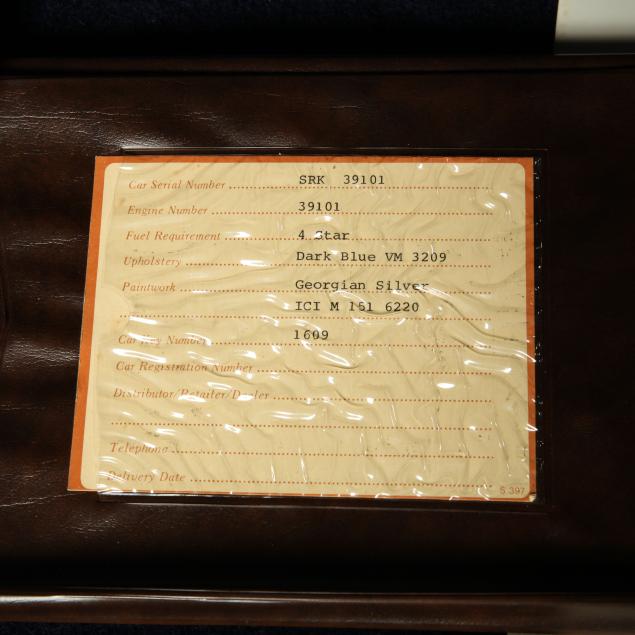 Car Serial Number SRK 39101
Engine Number 39101
Fuel Requirement 4 Star
Upholstery Dark Blue VM 3209
Paintwork Georgian Silver
ICI M 151 6220
Car Key Number 1609
Car Registration Number
Distributor/Retailer/Dealer
Telephone
Delivery Date
S 397